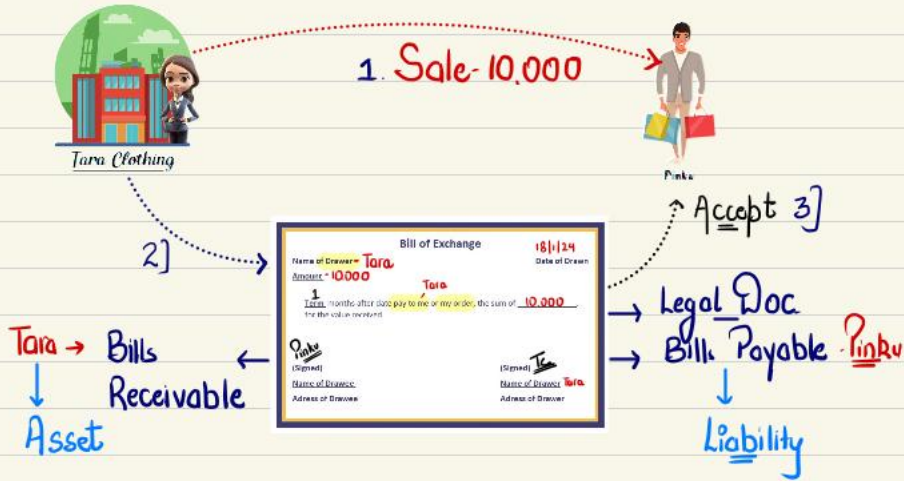 1. Sale- 10,000
Tara Clothing
Pinku
Accept 3]
2]
Bill of Exchange
Name of Drawer- Tara
18/1/24
Date of Drawn
Amount - 10000
Tara
1
Term months after date pay to me or my order, the sum of 10,000
for the value received
Pinku
(Signed)
Name of Drawee
Adress of Drawee
(Signed)
Name of Drawer Tara
Adress of Drawer
Tara → Bills
Receivable
Asset
Legal Doc.
Bills Payable - Pinku
Liability